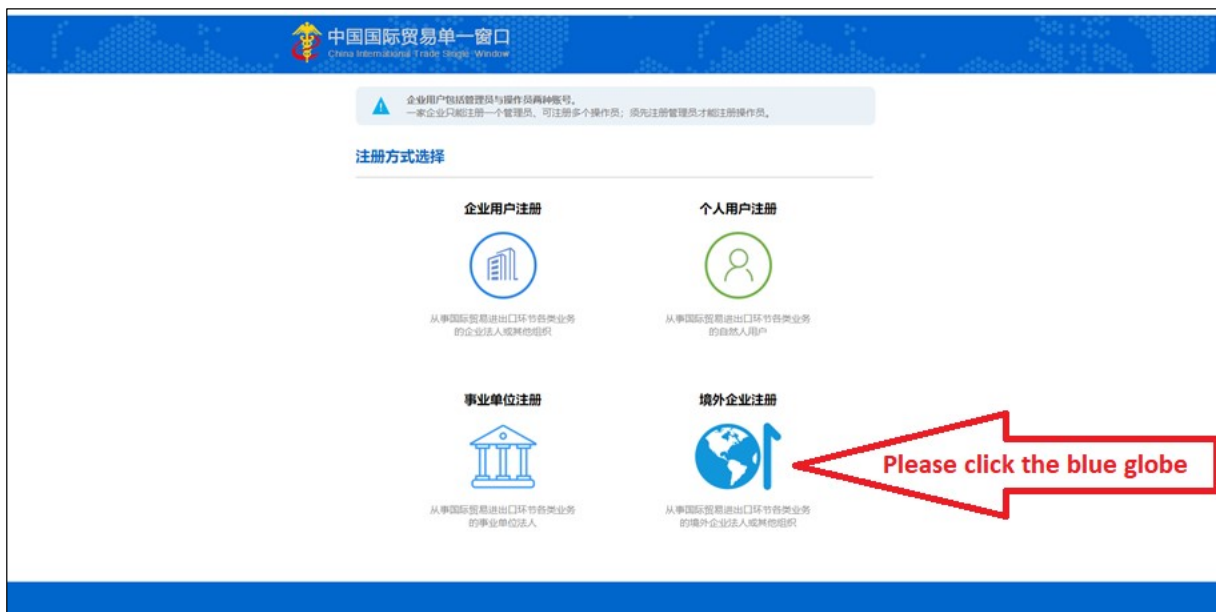 中国国际贸易单一窗口
China International Trade Single Window
企业用户包括管理员与操作员两种账号。
一家企业只能注册一个管理员、可注册多个操作员；须先注册管理员才能注册操作员。
注册方式选择
企业用户注册
个人用户注册
从事国际贸易进出口环节各类业务
的企业法人或其他组织
从事国际贸易进出口环节各类业务
的自然人用户
事业单位注册
境外企业注册
Please click the blue globe
从事国际贸易进出口环节各类业务
的事业单位法人
从事国际贸易进出口环节各类业务
的境外企业法人或其他组织